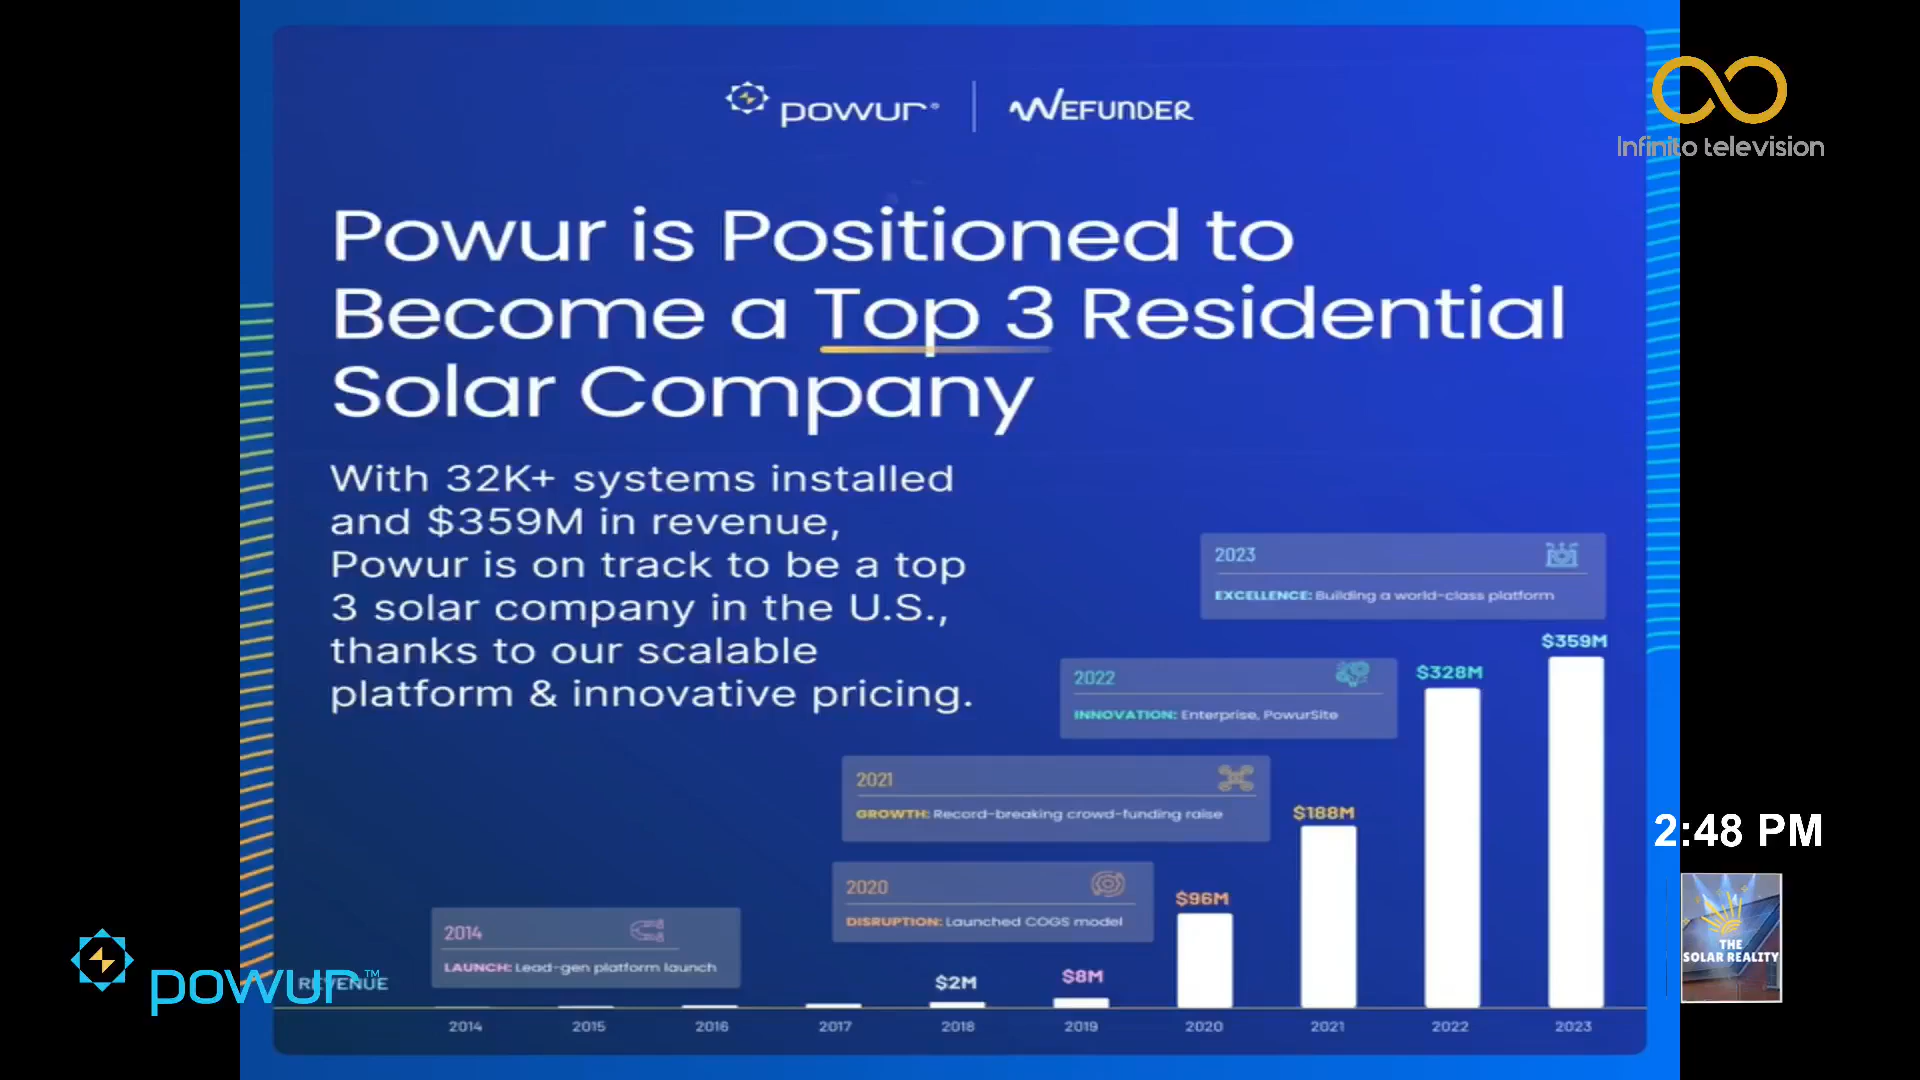 powur®
WEFUNDER
Infinito television
Powur is Positioned to
Become a Top 3 Residential
Solar Company
With 32K+ systems installed
and $359M in revenue,
Powur is on track to be a top
3 solar company in the U.S.,
thanks to our scalable
platform & innovative pricing.
2023
EXCELLENCE: Building a world-class platform
$359M
2022
INNOVATION: Enterprise, PowurSite
$328M
2021
GROWTH: Record-breaking crowd-funding raise
$188M
2020
DISRUPTION: Launched COGS model
$96M
2014
LAUNCH: Lead-gen platform launch
$2M
$8M
REVENUE
2014 2015 2016 2017 2018 2019 2020 2021 2022 2023
powur™
2:48 PM
THE
SOLAR REALITY